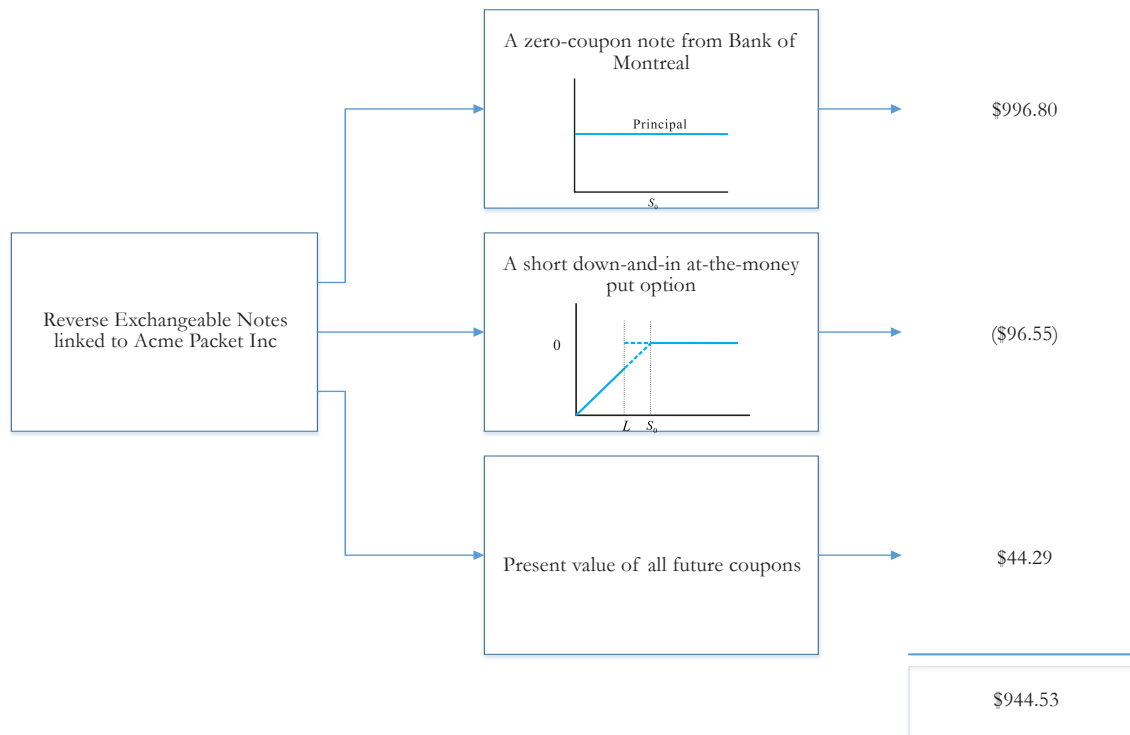 A zero-coupon note from Bank of
Montreal
Principal
S₀
$996.80
Reverse Exchangeable Notes
linked to Acme Packet Inc
A short down-and-in at-the-money
put option
0
L S₀
($96.55)
Present value of all future coupons
$44.29
$944.53